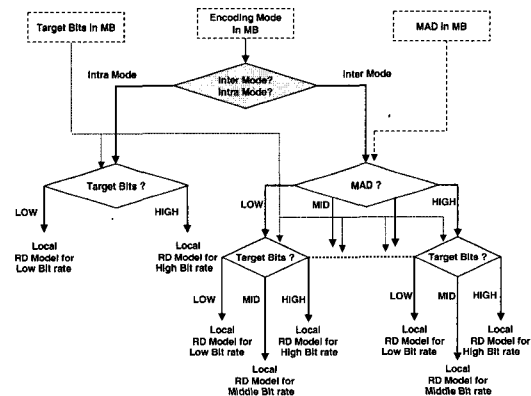 Target Bits in MB
Encoding Mode
in MB
MAD in MB
Intra Mode
Inter Mode
Inter Mode?
Intra Mode?
Target Bits ?
MAD ?
LOW
HIGH
LOW
MID
HIGH
Local
RD Model for
Low Bit rate
Local
RD Model for
High Bit rate
Target Bits ?
Target Bits ?
LOW
MID
HIGH
LOW
MID
HIGH
Local
RD Model for
Low Bit rate
Local
RD Model for
High Bit rate
Local
RD Model for
Low Bit rate
Local
RD Model for
High Bit rate
Local
RD Model for
Middle Bit rate
Local
RD Model for
Middle Bit rate